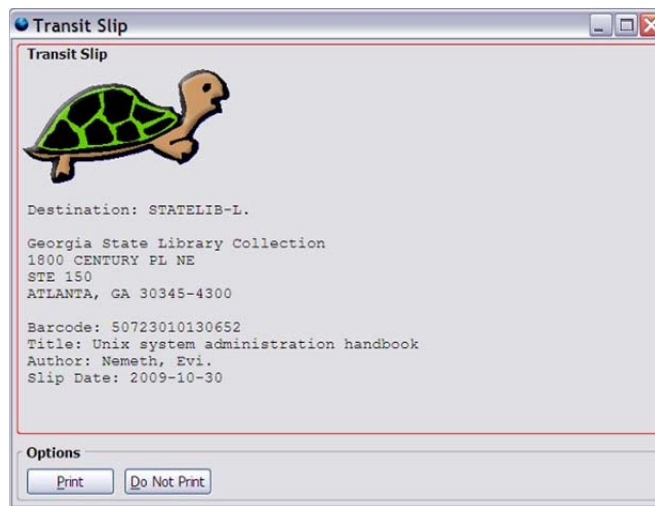 Transit Slip
Transit Slip
Destination: STATELIB-L.
Georgia State Library Collection
1800 CENTURY PL NE
STE 150
ATLANTA, GA 30345-4300
Barcode: 50723010130652
Title: Unix system administration handbook
Author: Nemeth, Evi.
Slip Date: 2009-10-30
Options
Print Do Not Print